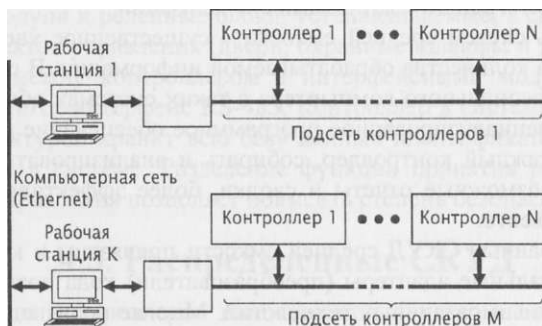 Рабочая
станция 1
Контроллер 1
Контроллер N
Подсеть контроллеров 1
Компьютерная сеть
(Ethernet)
Рабочая
станция K
Контроллер 1
Контроллер N
Подсеть контроллеров M